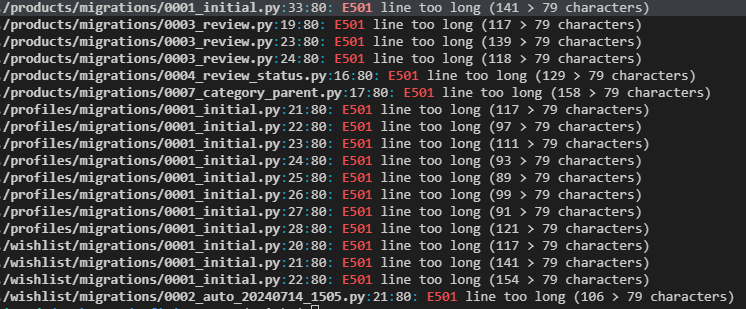 /products/migrations/0001_initial.py:33:80: E501 line too long (141 > 79 characters)
/products/migrations/0003_review.py:19:80: E501 line too long (117 > 79 characters)
/products/migrations/0003_review.py:23:80: E501 line too long (139 > 79 characters)
/products/migrations/0003_review.py:24:80: E501 line too long (118 > 79 characters)
/products/migrations/0004_review_status.py:16:80: E501 line too long (129 > 79 characters)
/products/migrations/0007_category_parent.py:17:80: E501 line too long (158 > 79 characters)
/profiles/migrations/0001_initial.py:21:80: E501 line too long (117 > 79 characters)
/profiles/migrations/0001_initial.py:22:80: E501 line too long (97 > 79 characters)
/profiles/migrations/0001_initial.py:23:80: E501 line too long (111 > 79 characters)
/profiles/migrations/0001_initial.py:24:80: E501 line too long (93 > 79 characters)
/profiles/migrations/0001_initial.py:25:80: E501 line too long (89 > 79 characters)
/profiles/migrations/0001_initial.py:26:80: E501 line too long (99 > 79 characters)
/profiles/migrations/0001_initial.py:27:80: E501 line too long (91 > 79 characters)
/profiles/migrations/0001_initial.py:28:80: E501 line too long (121 > 79 characters)
/wishlist/migrations/0001_initial.py:20:80: E501 line too long (117 > 79 characters)
/wishlist/migrations/0001_initial.py:21:80: E501 line too long (141 > 79 characters)
/wishlist/migrations/0001_initial.py:22:80: E501 line too long (154 > 79 characters)
/wishlist/migrations/0002_auto_20240714_1505.py:21:80: E501 line too long (106 > 79 characters)